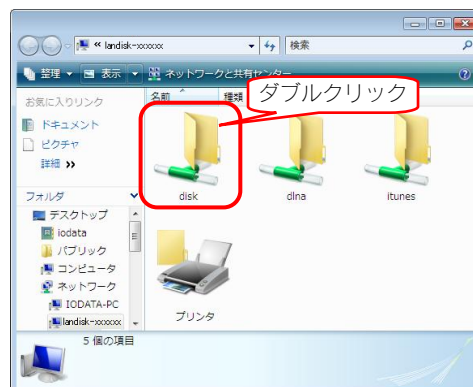 « landisk-xxxxxx
検索
整理 表示 ネットワークと共有センター
お気に入りリンク
ドキュメント
ピクチャ
詳細 »
フォルダ
デスクトップ
iodata
パブリック
コンピュータ
ネットワーク
IODATA-PC
landisk-xxxxxx
名前 種類
ダブルクリック
disk dlna itunes
プリンタ
5 個の項目